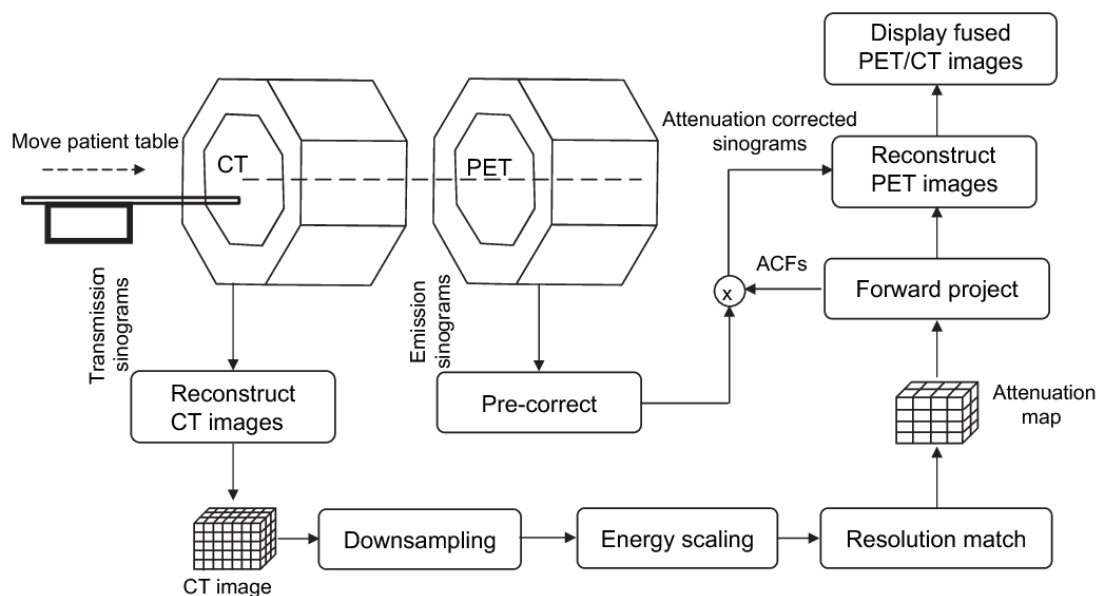 Display fused
PET/CT images
Move patient table
CT
PET
Attenuation corrected
sinograms
Reconstruct
PET images
Transmission
sinograms
Emission
sinograms
x
ACFs
Forward project
Reconstruct
CT images
Pre-correct
Attenuation
map
CT image
Downsampling
Energy scaling
Resolution match